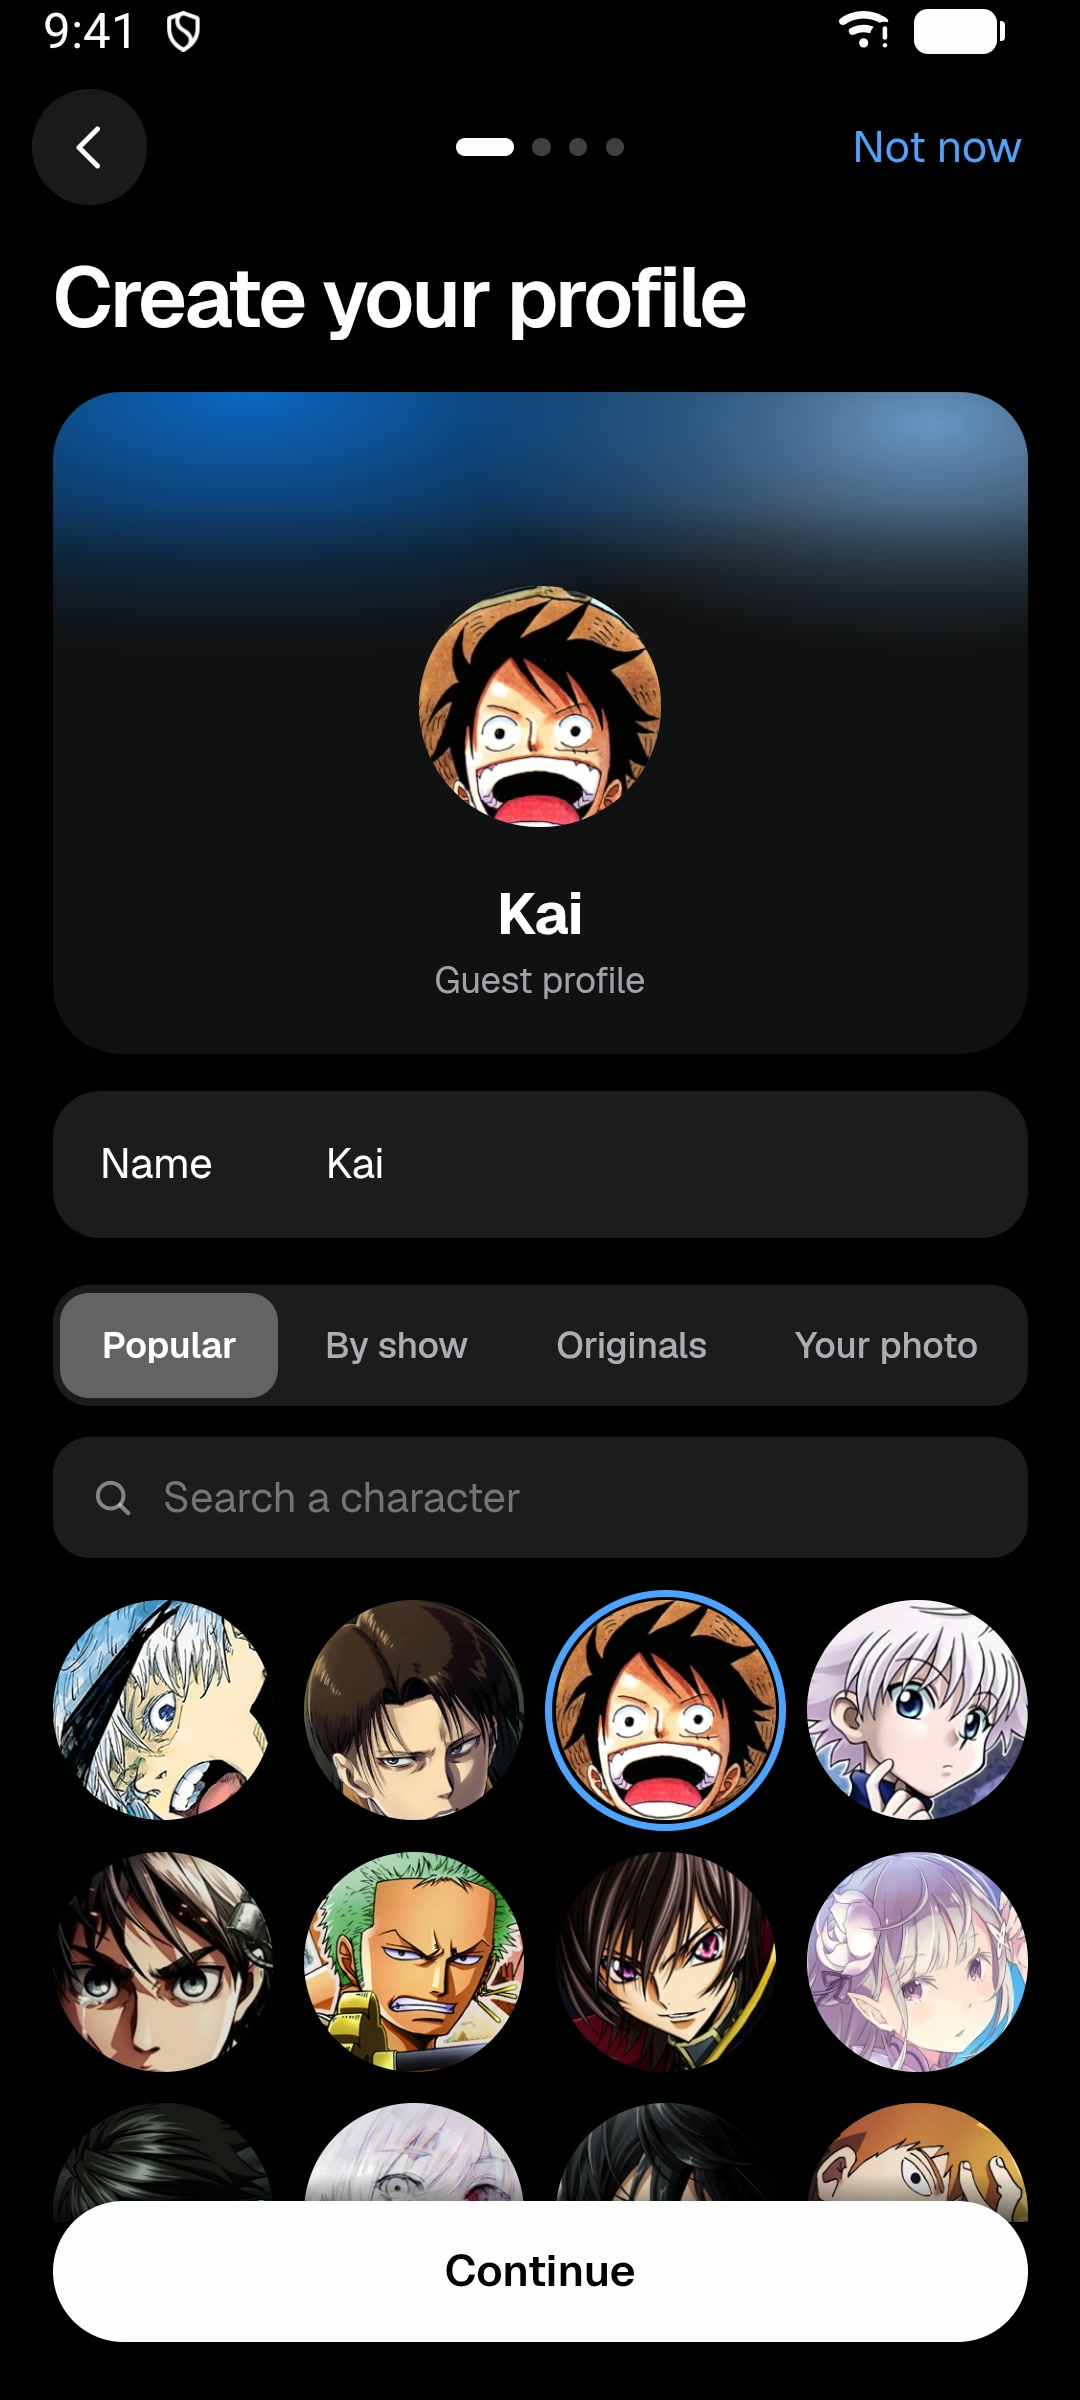 9:41
Not now
Create your profile
Kai
Guest profile
Name Kai
Popular By show Originals Your photo
Search a character
Continue